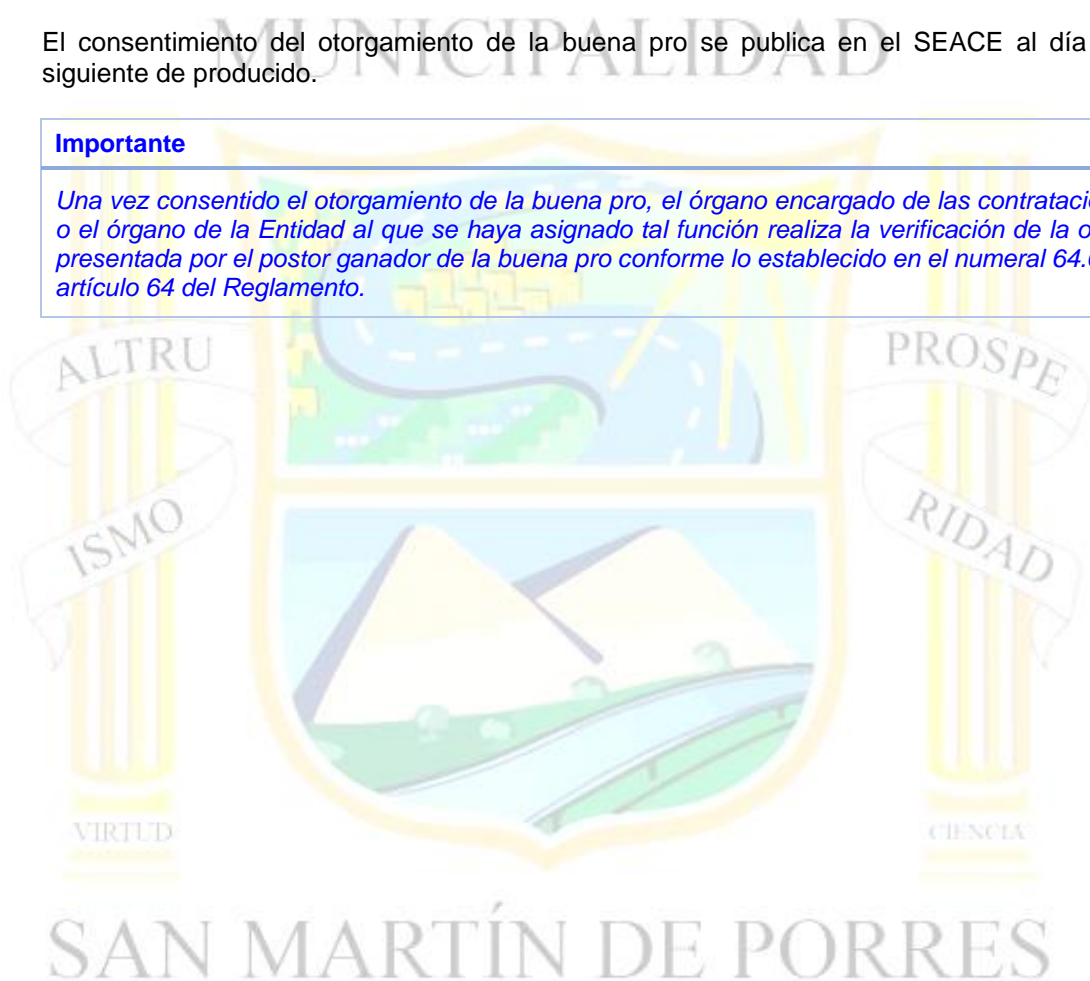 MUNICIPALIDAD
El consentimiento del otorgamiento de la buena pro se publica en el SEACE al día
siguiente de producido.
Importante
Una vez consentido el otorgamiento de la buena pro, el órgano encargado de las
o el órgano de la Entidad al que se haya asignado tal función realiza la verificación de la
presentada por el postor ganador de la buena pro conforme lo establecido en el numeral
artículo 64 del Reglamento.
ALTRU
PROSPE
ISMO
RIDAD
VIRTUD
CIENCIA
SAN MARTÍN DE PORRES